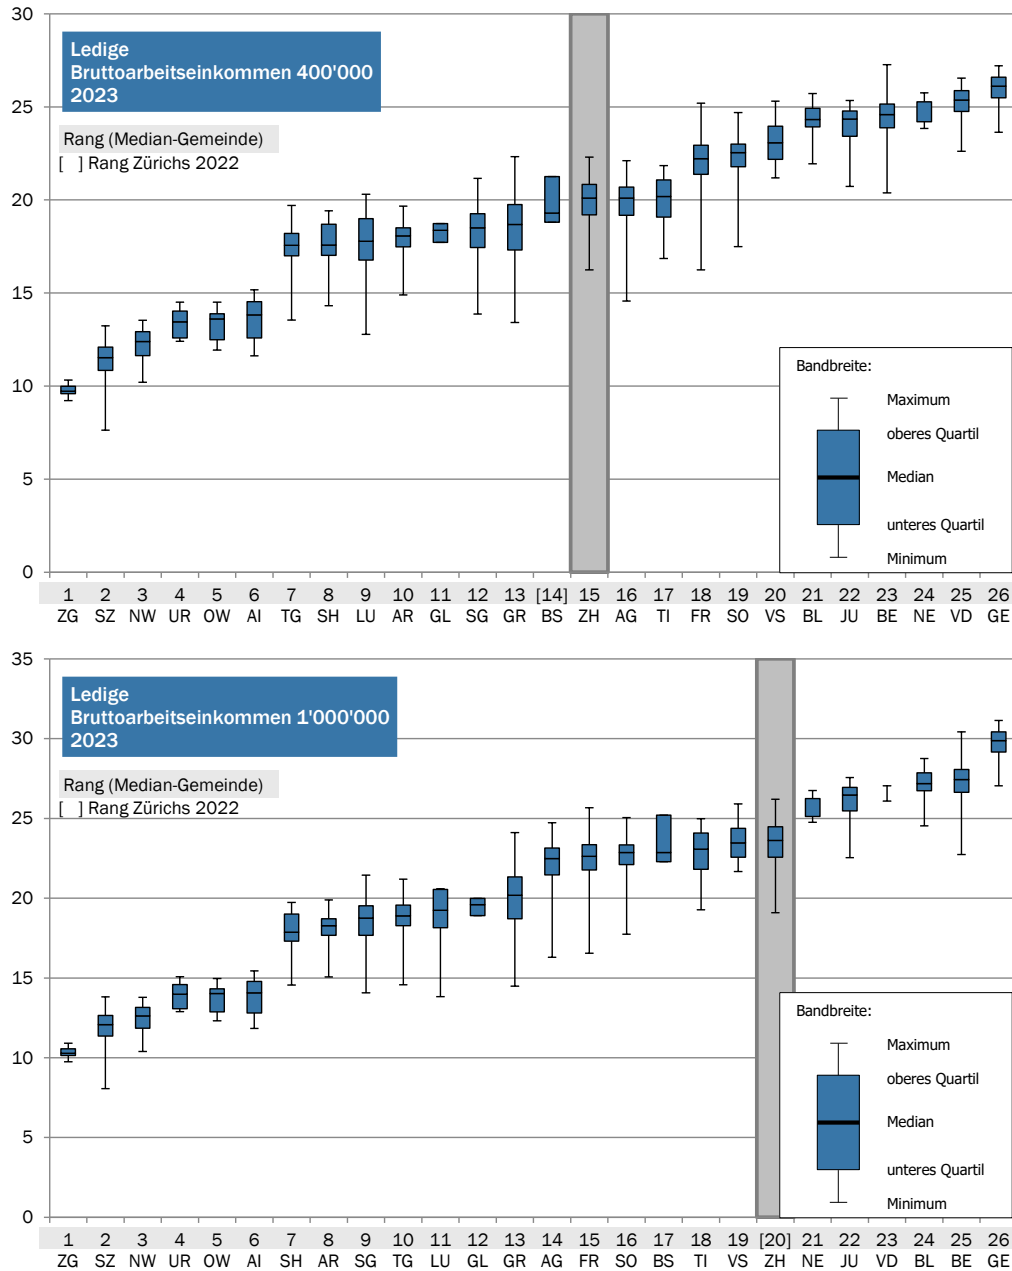 30
25
20
15
10
5
0
Ledige
Bruttoarbeitseinkommen 400'000
2023
Rang (Median-Gemeinde)
[ ] Rang Zürichs 2022
Bandbreite:
Maximum
oberes Quartil
Median
unteres Quartil
Minimum
1 2 3 4 5 6 7 8 9 10 11 12 13 [14] 15 16 17 18 19 20 21 22 23 24 25 26
ZG SZ NW UR OW AI TG SH LU AR GL SG GR BS ZH AG TI FR SO VS BL JU BE NE VD GE
35
30
25
20
15
10
5
0
Ledige
Bruttoarbeitseinkommen 1'000'000
2023
Rang (Median-Gemeinde)
[ ] Rang Zürichs 2022
Bandbreite:
Maximum
oberes Quartil
Median
unteres Quartil
Minimum
1 2 3 4 5 6 7 8 9 10 11 12 13 14 15 16 17 18 19 [20] 21 22 23 24 25 26
ZG SZ NW UR OW AI SH AR SG TG LU GL GR AG FR SO BS TI VS ZH NE JU VD BL BE GE